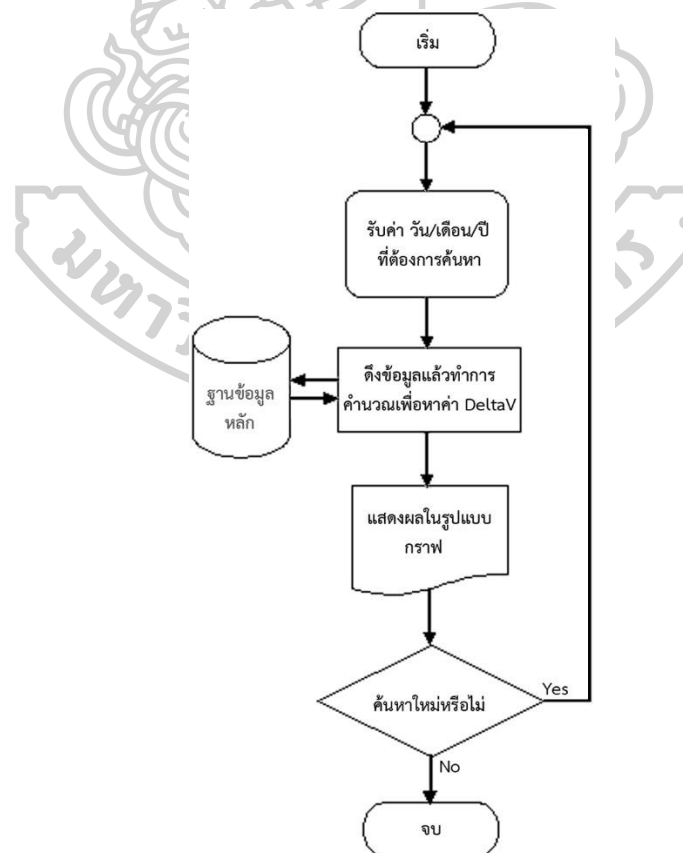 เริ่ม
รับค่า วัน/เดือน/ปี
ที่ต้องการค้นหา
ฐานข้อมูล
หลัก
ดึงข้อมูลแล้วทำการ
คำนวณเพื่อหาค่า DeltaV
แสดงผลในรูปแบบ
กราฟ
ค้นหาใหม่หรือไม่
Yes
No
จบ